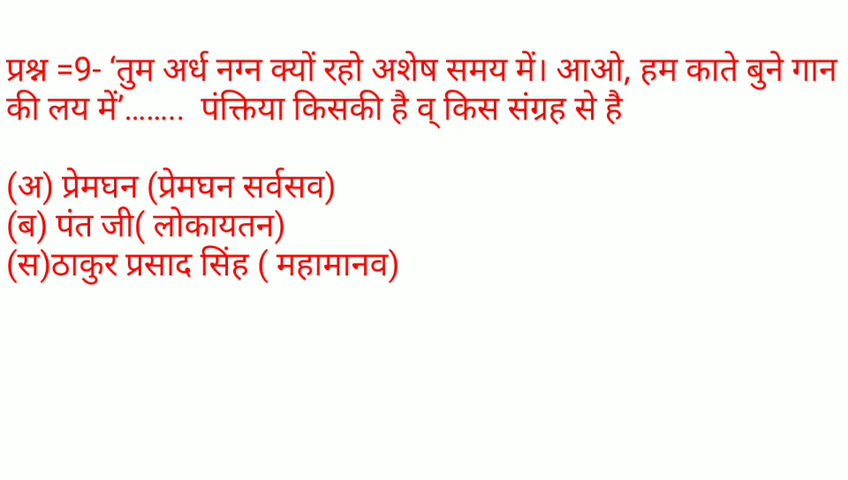 प्रश्न =9- ‘तुम अर्ध नग्न क्यों रहो अशेष समय में। आओ, हम काते बुने गान
की लय में’…….. पंक्तिया किसकी है व् किस संग्रह से है
(अ) प्रेमघन (प्रेमघन सर्वसव)
(ब) पंत जी( लोकायतन)
(स)ठाकुर प्रसाद सिंह ( महामानव)